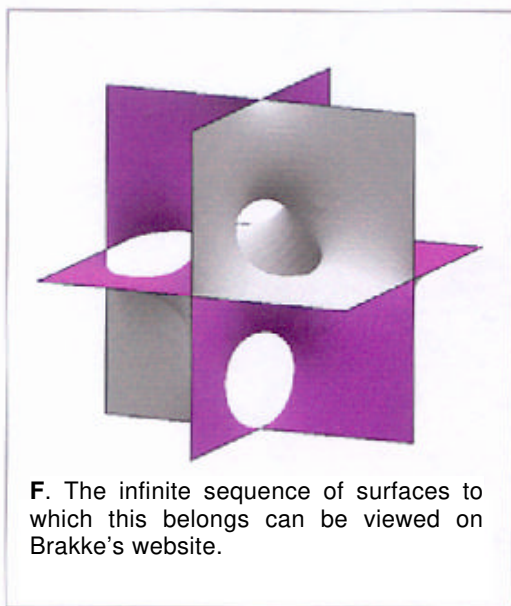 F. The infinite sequence of surfaces to
which this belongs can be viewed on
Brakke's website.